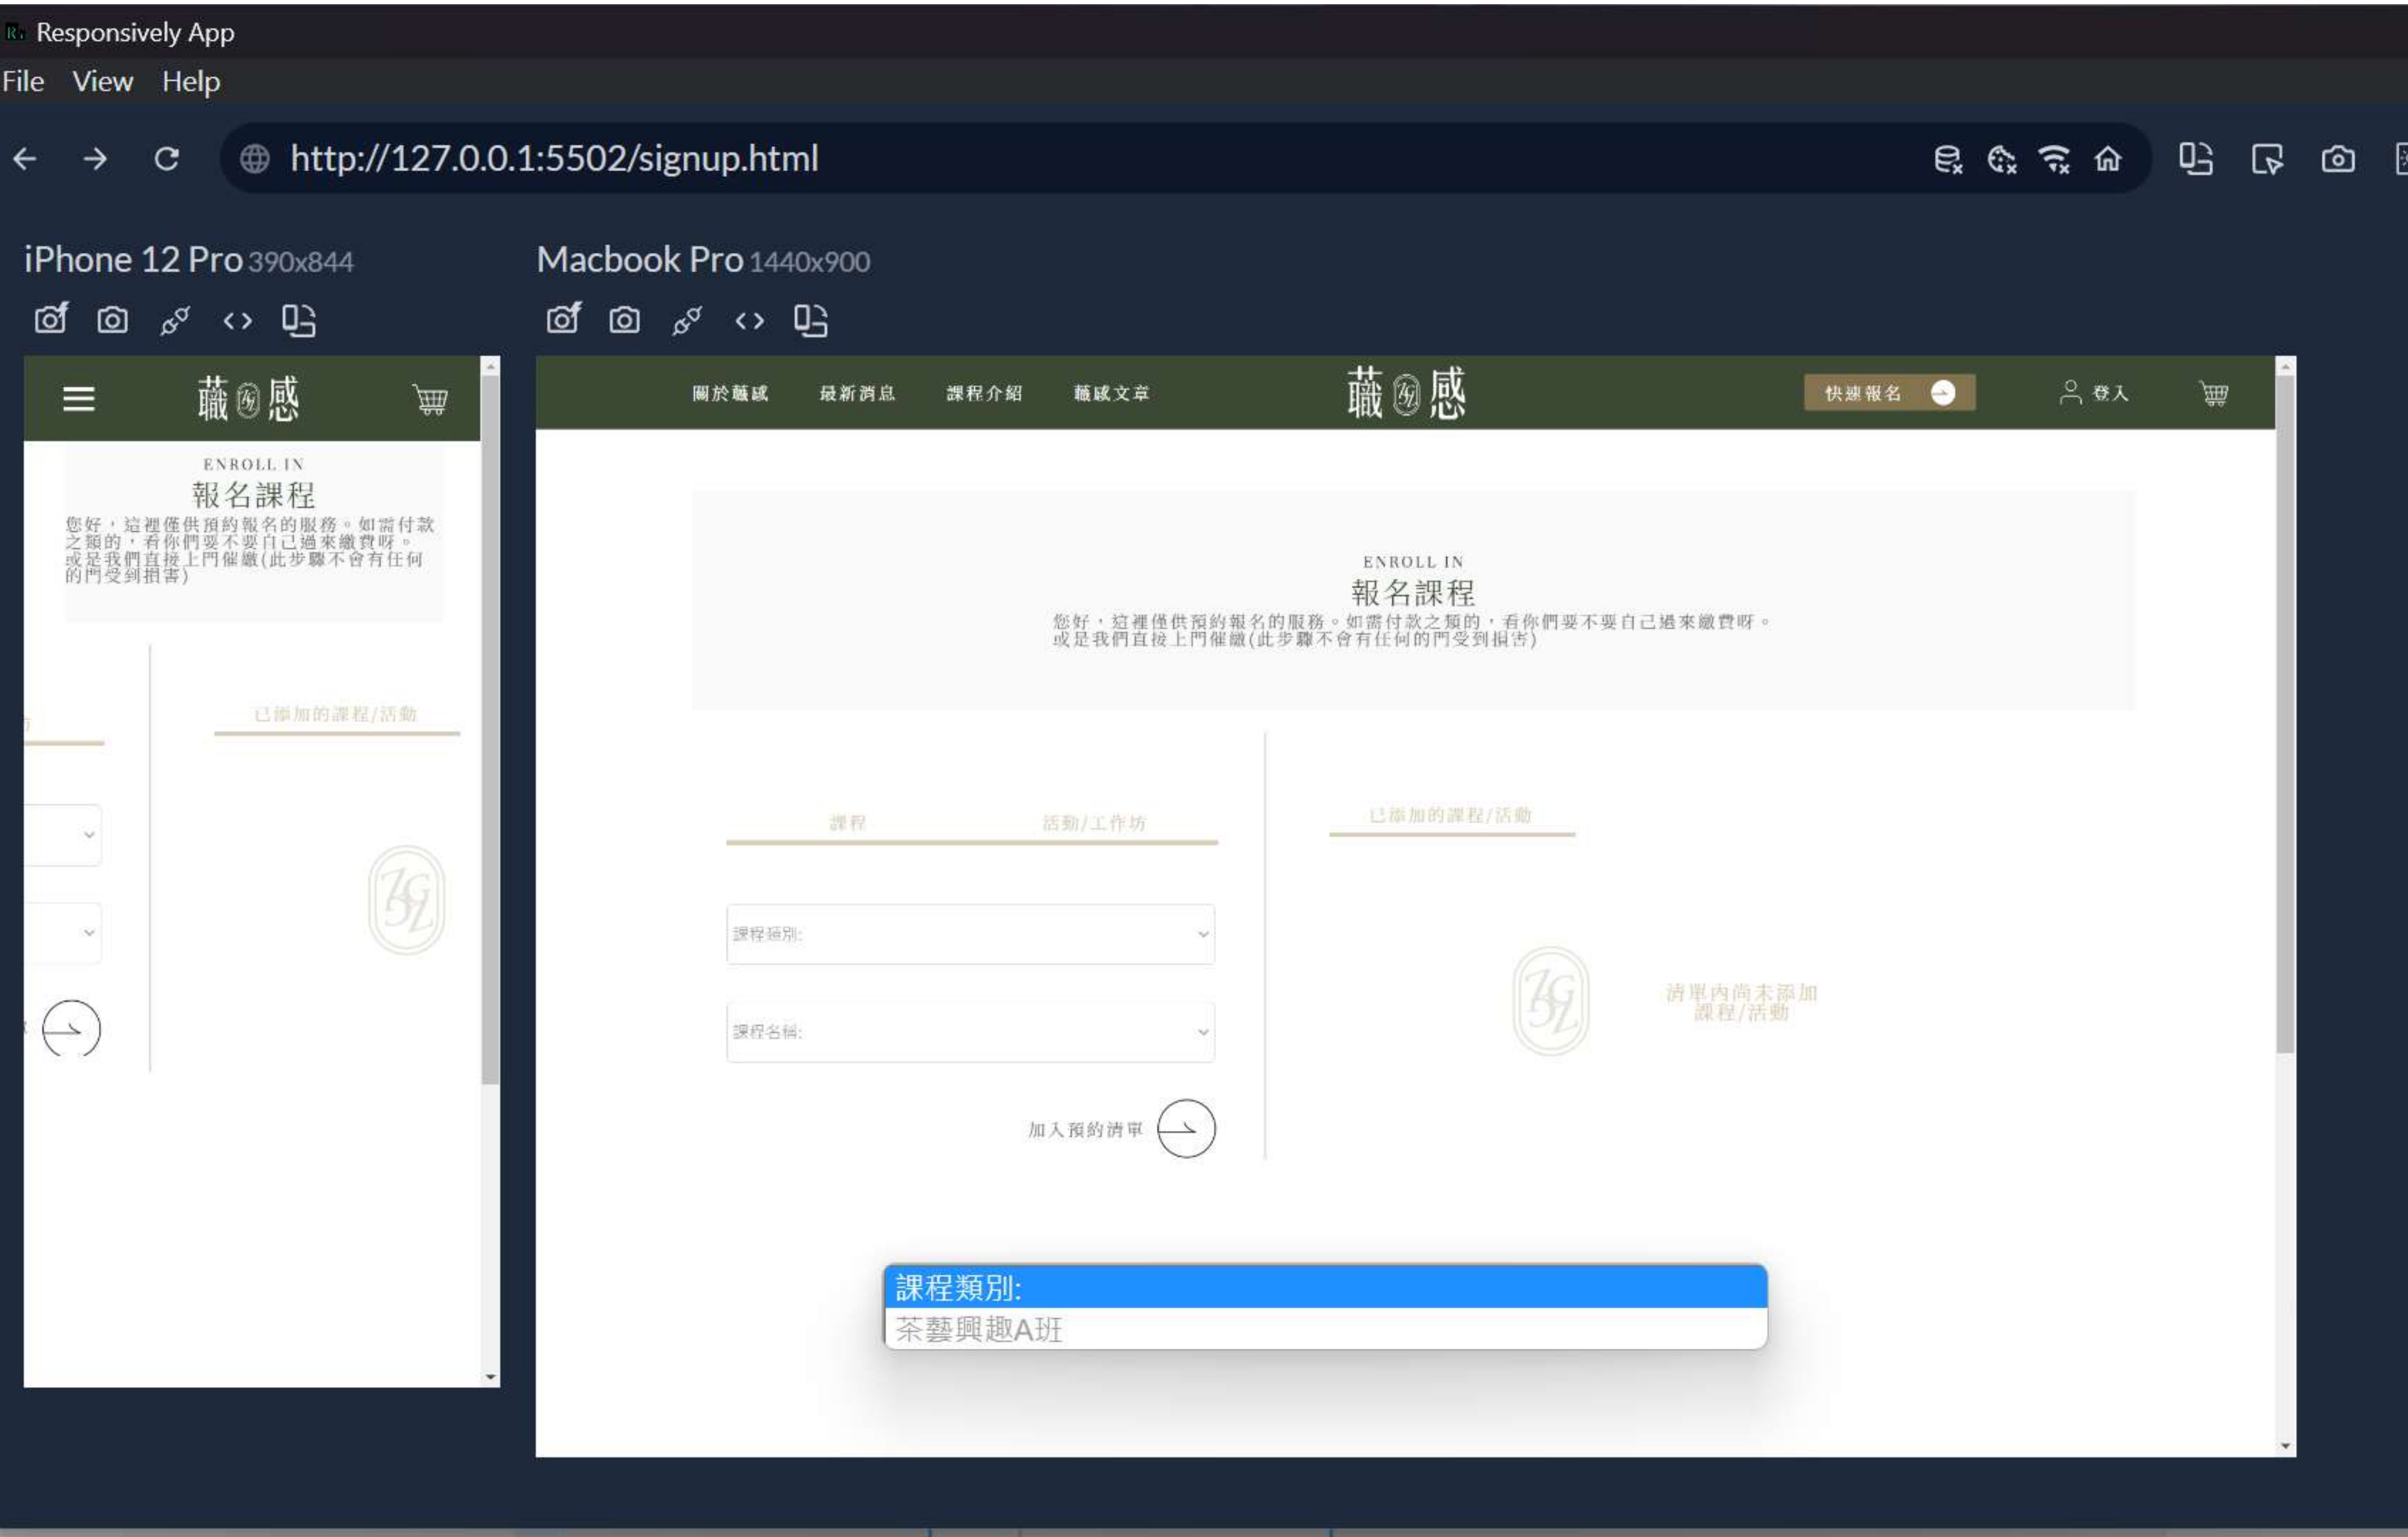 Responsively App
File View Help
http://127.0.0.1:5502/signup.html
iPhone 12 Pro 390x844
Macbook Pro 1440x900
蘵 感
ENROLL IN
報名課程
您好，這裡僅供預約報名的服務。如需付款
之類的，看你們要不要自己過來繳費呀。
或是我們直接上門催繳(此步驟不會有任何
的門受到損害)
已添加的課程/活動
關於蘵感 最新消息 課程介紹 蘵感文章
蘵 感
快速報名
登入
ENROLL IN
報名課程
您好，這裡僅供預約報名的服務。如需付款之類的，看你們要不要自己過來繳費呀。
或是我們直接上門催繳(此步驟不會有任何的門受到損害)
課程 活動/工作坊
已添加的課程/活動
課程類別:
課程名稱:
清單內尚未添加
課程/活動
加入預約清單
課程類別:
茶藝興趣A班